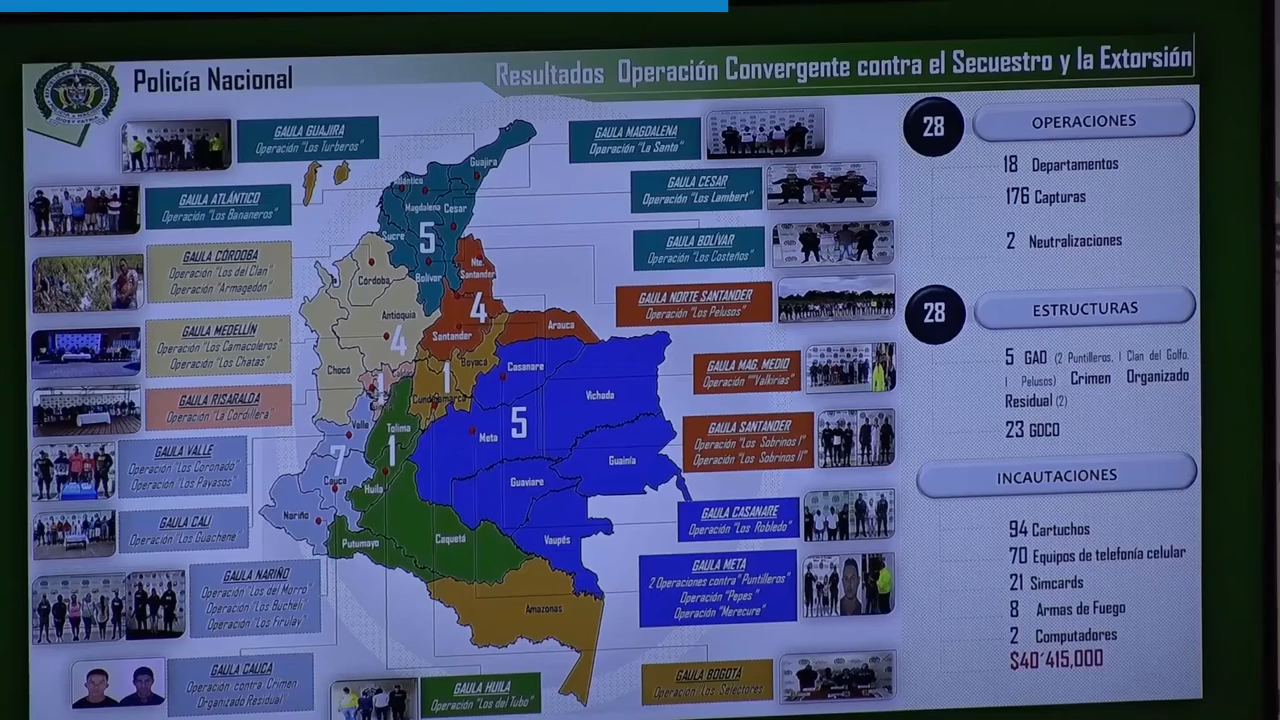 Policía Nacional
Resultados Operación Convergente contra el Secuestro y la Extorsión
GAULA GUAJIRA
Operación "Los Turberos"
GAULA ATLÁNTICO
Operación "Los Bananeros"
GAULA CÓRDOBA
Operación "Los del Clan"
Operación "Armagedón"
GAULA MEDELLÍN
Operación "Los Camacoleros"
Operación "Los Chatas"
GAULA RISARALDA
Operación "La Cordillera"
GAULA VALLE
Operación "Los Coronado"
Operación "Los Payasos"
GAULA CALI
Operación "Los Guachene"
GAULA NARIÑO
Operación "Los del Morro"
Operación "Los Bucheli"
Operación "Los Firulay"
GAULA CAUCA
Operación contra Crimen
Organizado Residual"
GAULA HUILA
Operación "Los del Tubo"
Guajira
Atlántico
Magdalena
Cesar
Sucre
5
Bolívar
Nte.
Santander
Córdoba
4
Antioquia
Santander
Arauca
4
Boyacá
Casanare
Chocó
1
Vichada
Cundinamarca
Valle
Tolima
Meta
5
1
7
Guainía
Cauca
Huila
Guaviare
Nariño
Putumayo
Caquetá
Vaupés
Amazonas
GAULA MAGDALENA
Operación "La Santa"
GAULA CESAR
Operación "Los Lambert"
GAULA BOLÍVAR
Operación "Los Costeños"
GAULA NORTE SANTANDER
Operación "Los Pelusos"
GAULA MAG. MEDIO
Operación ""Valkirias"
GAULA SANTANDER
Operación "Los Sobrinos I"
Operación "Los Sobrinos II"
GAULA CASANARE
Operación "Los Robledo"
GAULA META
2 Operaciones contra" Puntilleros"
Operación "Pepes"
Operación "Merecure"
GAULA BOGOTÁ
Operación "Los Selectores"
28
OPERACIONES
18 Departamentos
176 Capturas
2 Neutralizaciones
28
ESTRUCTURAS
5 GAO (2 Puntilleros, 1 Clan del Golfo,
1 Pelusos) Crimen Organizado
Residual (2)
23 GDCO
INCAUTACIONES
94 Cartuchos
70 Equipos de telefonía celular
21 Simcards
8 Armas de Fuego
2 Computadores
$40'415,000